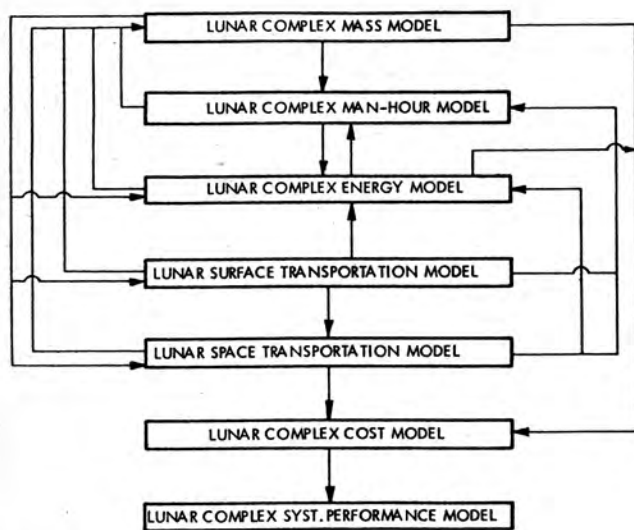 LUNAR COMPLEX MASS MODEL
LUNAR COMPLEX MAN-HOUR MODEL
LUNAR COMPLEX ENERGY MODEL
LUNAR SURFACE TRANSPORTATION MODEL
LUNAR SPACE TRANSPORTATION MODEL
LUNAR COMPLEX COST MODEL
LUNAR COMPLEX SYST.PERFORMANCE MODEL